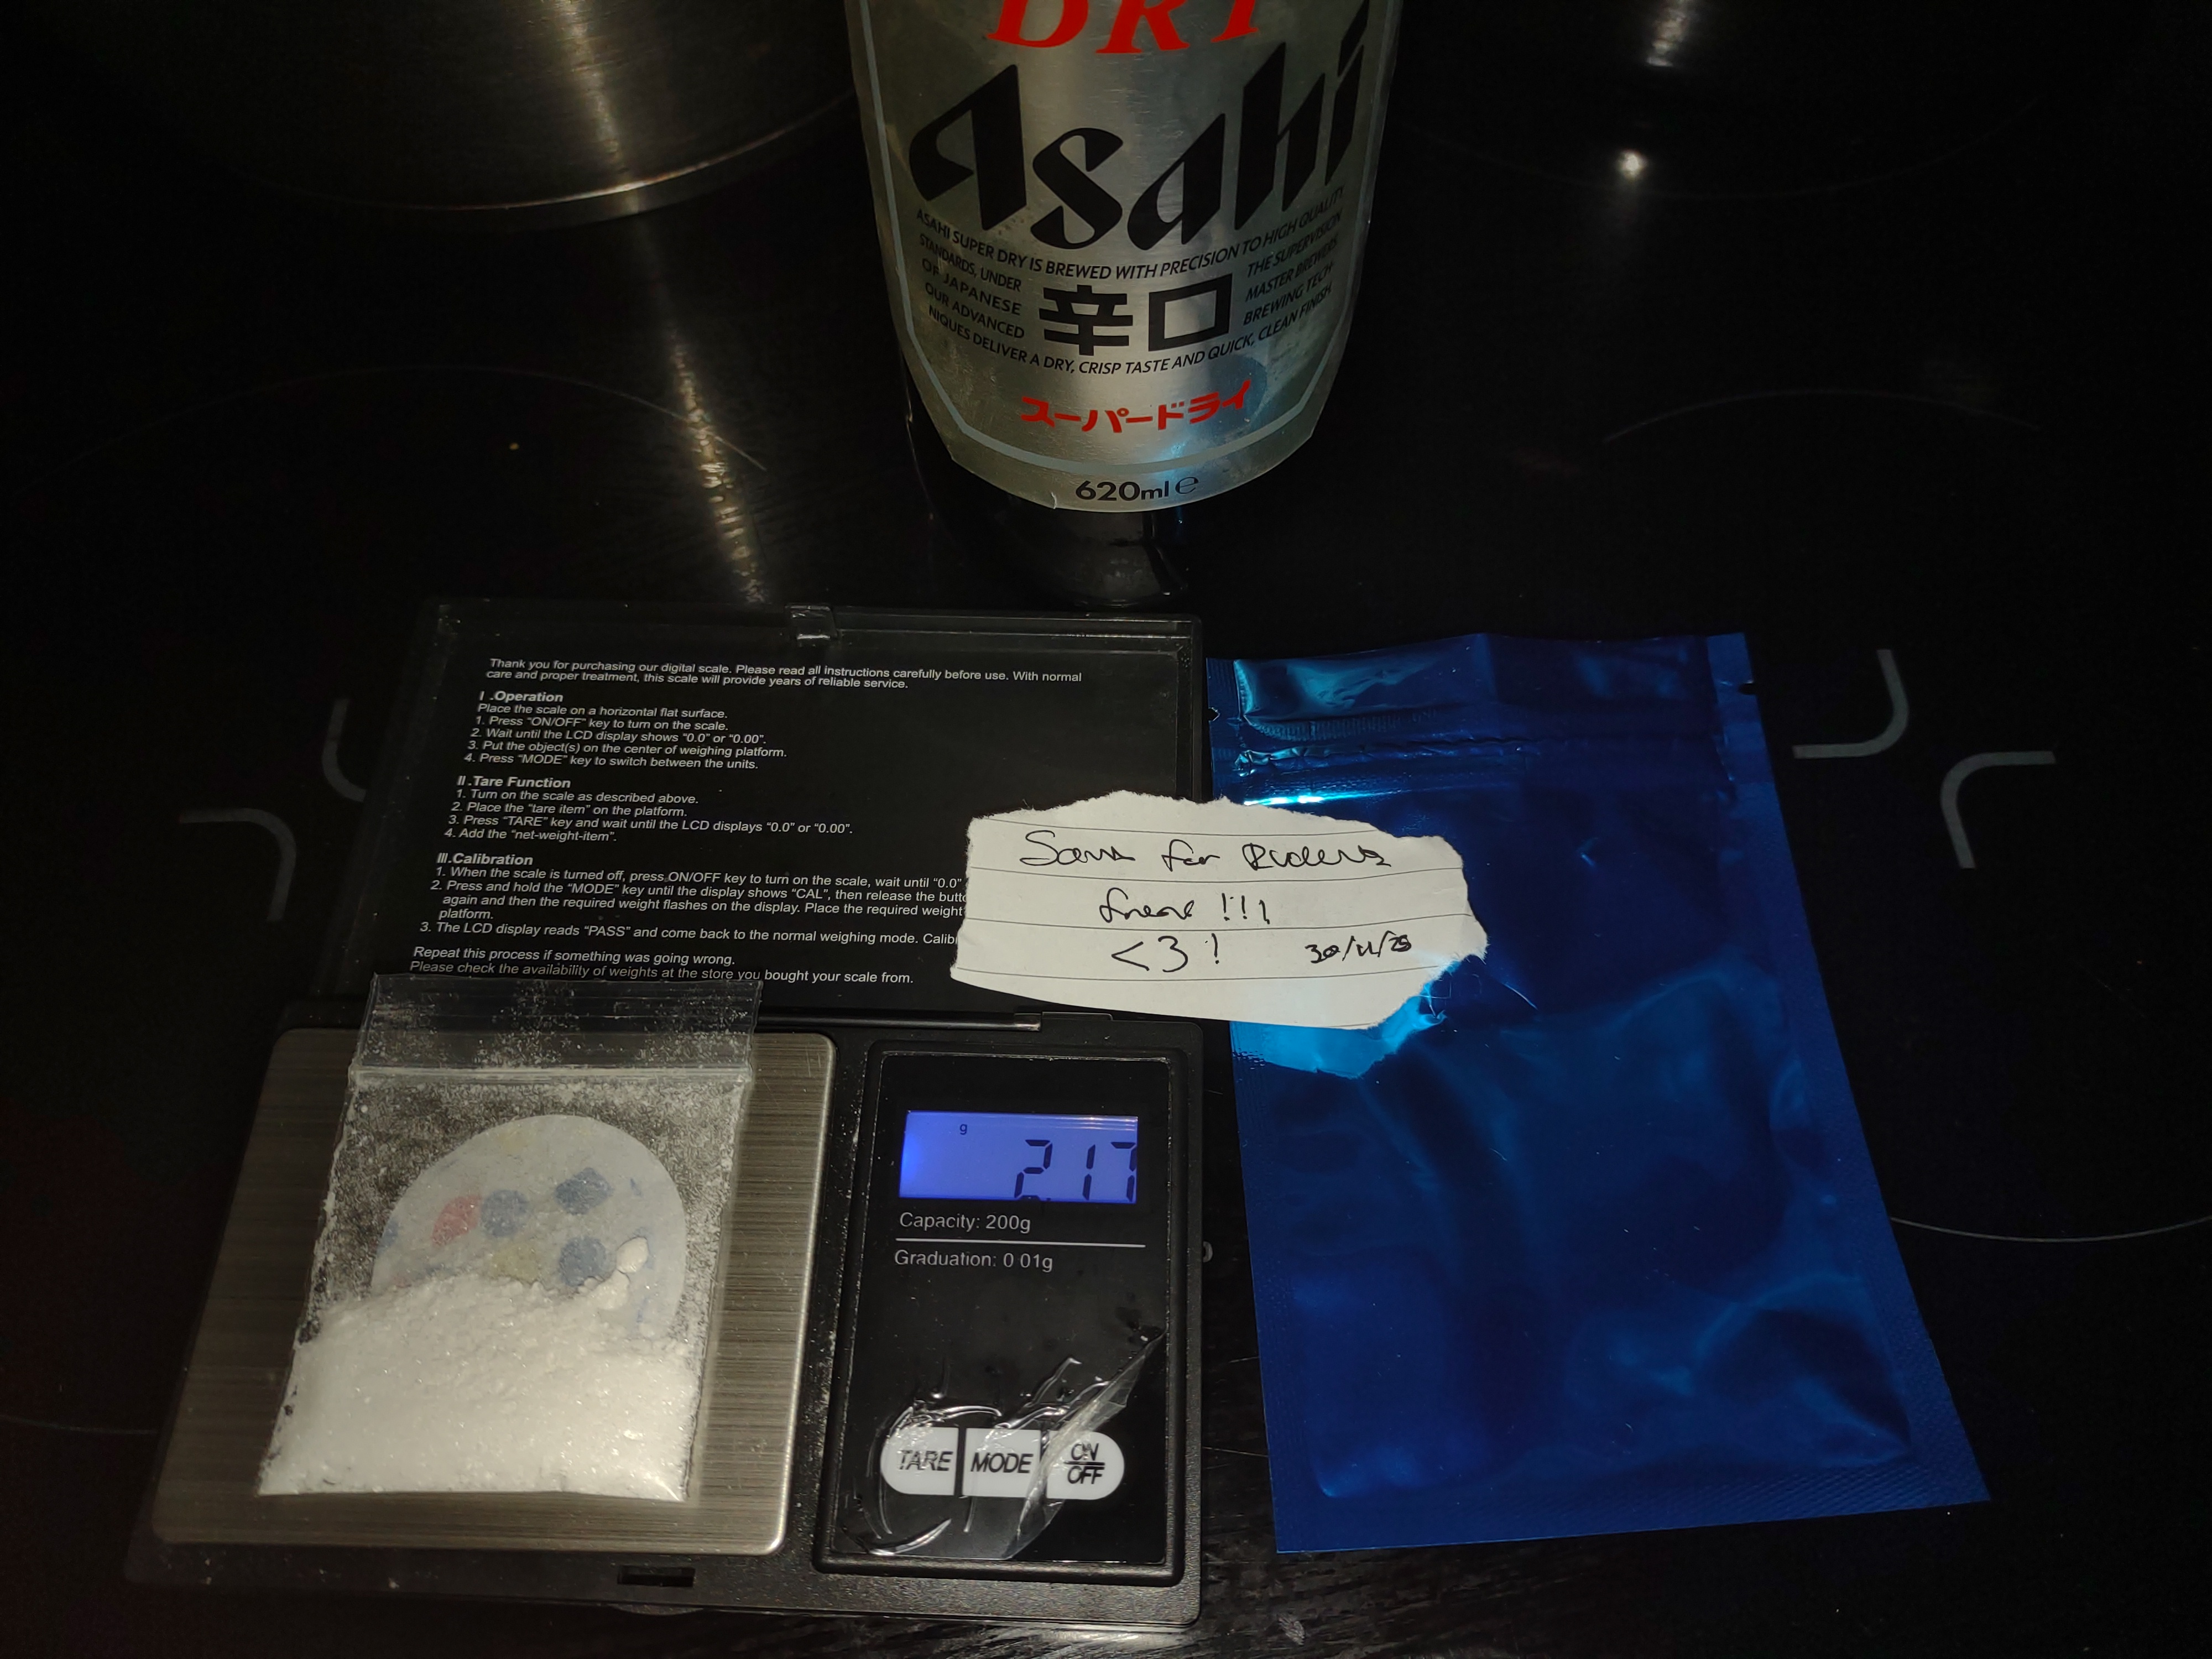 DRY
Asahi
ASAHI SUPER DRY IS BREWED WITH PRECISION TO HIGH QUALITY
STANDARDS, UNDER THE SUPERVISION
OF JAPANESE MASTER BREWERS
OUR ADVANCED BREWING TECH-
NIQUES DELIVER A DRY, CRISP TASTE AND QUICK, CLEAN FINISH
辛口
スーパードライ
620ml e
Thank you for purchasing our digital scale. Please read all instructions carefully before use. With normal
care and proper treatment, this scale will provide years of reliable service.
I .Operation
Place the scale on a horizontal flat surface.
1. Press "ON/OFF" key to turn on the scale.
2. Wait until the LCD display shows "0.0" or "0.00".
3. Put the object(s) on the center of weighing platform.
4. Press "MODE" key to switch between the units.
II .Tare Function
1. Turn on the scale as described above.
2. Place the "tare item" on the platform.
3. Press "TARE" key and wait until the LCD displays "0.0" or "0.00".
4. Add the "net-weight-item".
III.Calibration
1. When the scale is turned off, press ON/OFF key to turn on the scale, wait until "0.0"
2. Press and hold the "MODE" key until the display shows "CAL", then release the butt
again and then the required weight flashes on the display. Place the required weight
platform.
3. The LCD display reads "PASS" and come back to the normal weighing mode. Calib
Repeat this process if something was going wrong.
Please check the availability of weights at the store you bought your scale from.
for
!!!
<3 !
g
2.17
Capacity: 200g
Graduation: 0 01g
TARE MODE ON
OFF